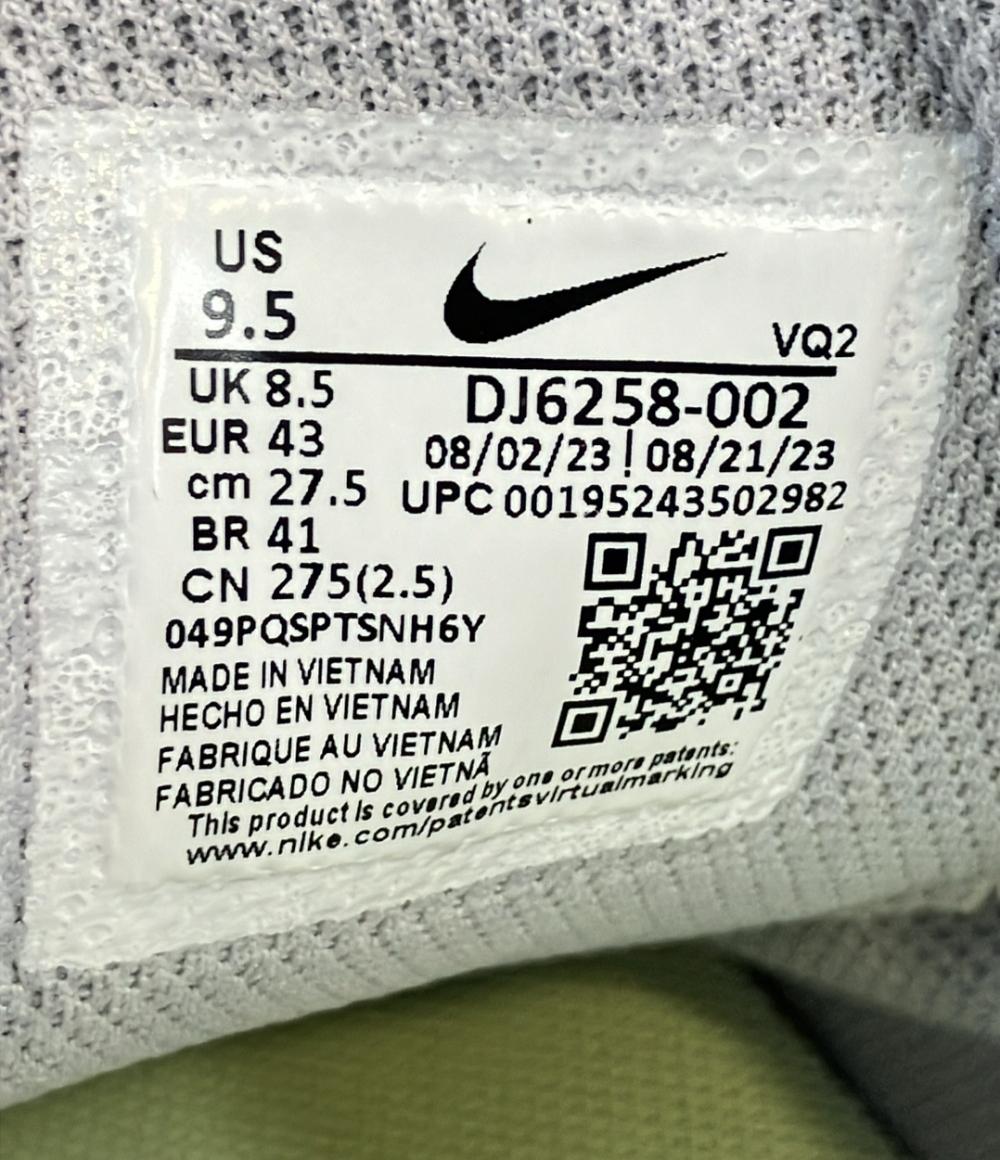 US
9.5
VQ2
UK 8.5
EUR 43
cm 27.5
BR 41
CN 275(2.5)
DJ6258-002
08/02/23 | 08/21/23
UPC 00195243502982
049PQSPTSNH6Y
MADE IN VIETNAM
HECHO EN VIETNAM
FABRIQUE AU VIETNAM
FABRICADO NO VIETNÃ
This product is covered by one or more patents:
www.nike.com/patentsvirtualmarking